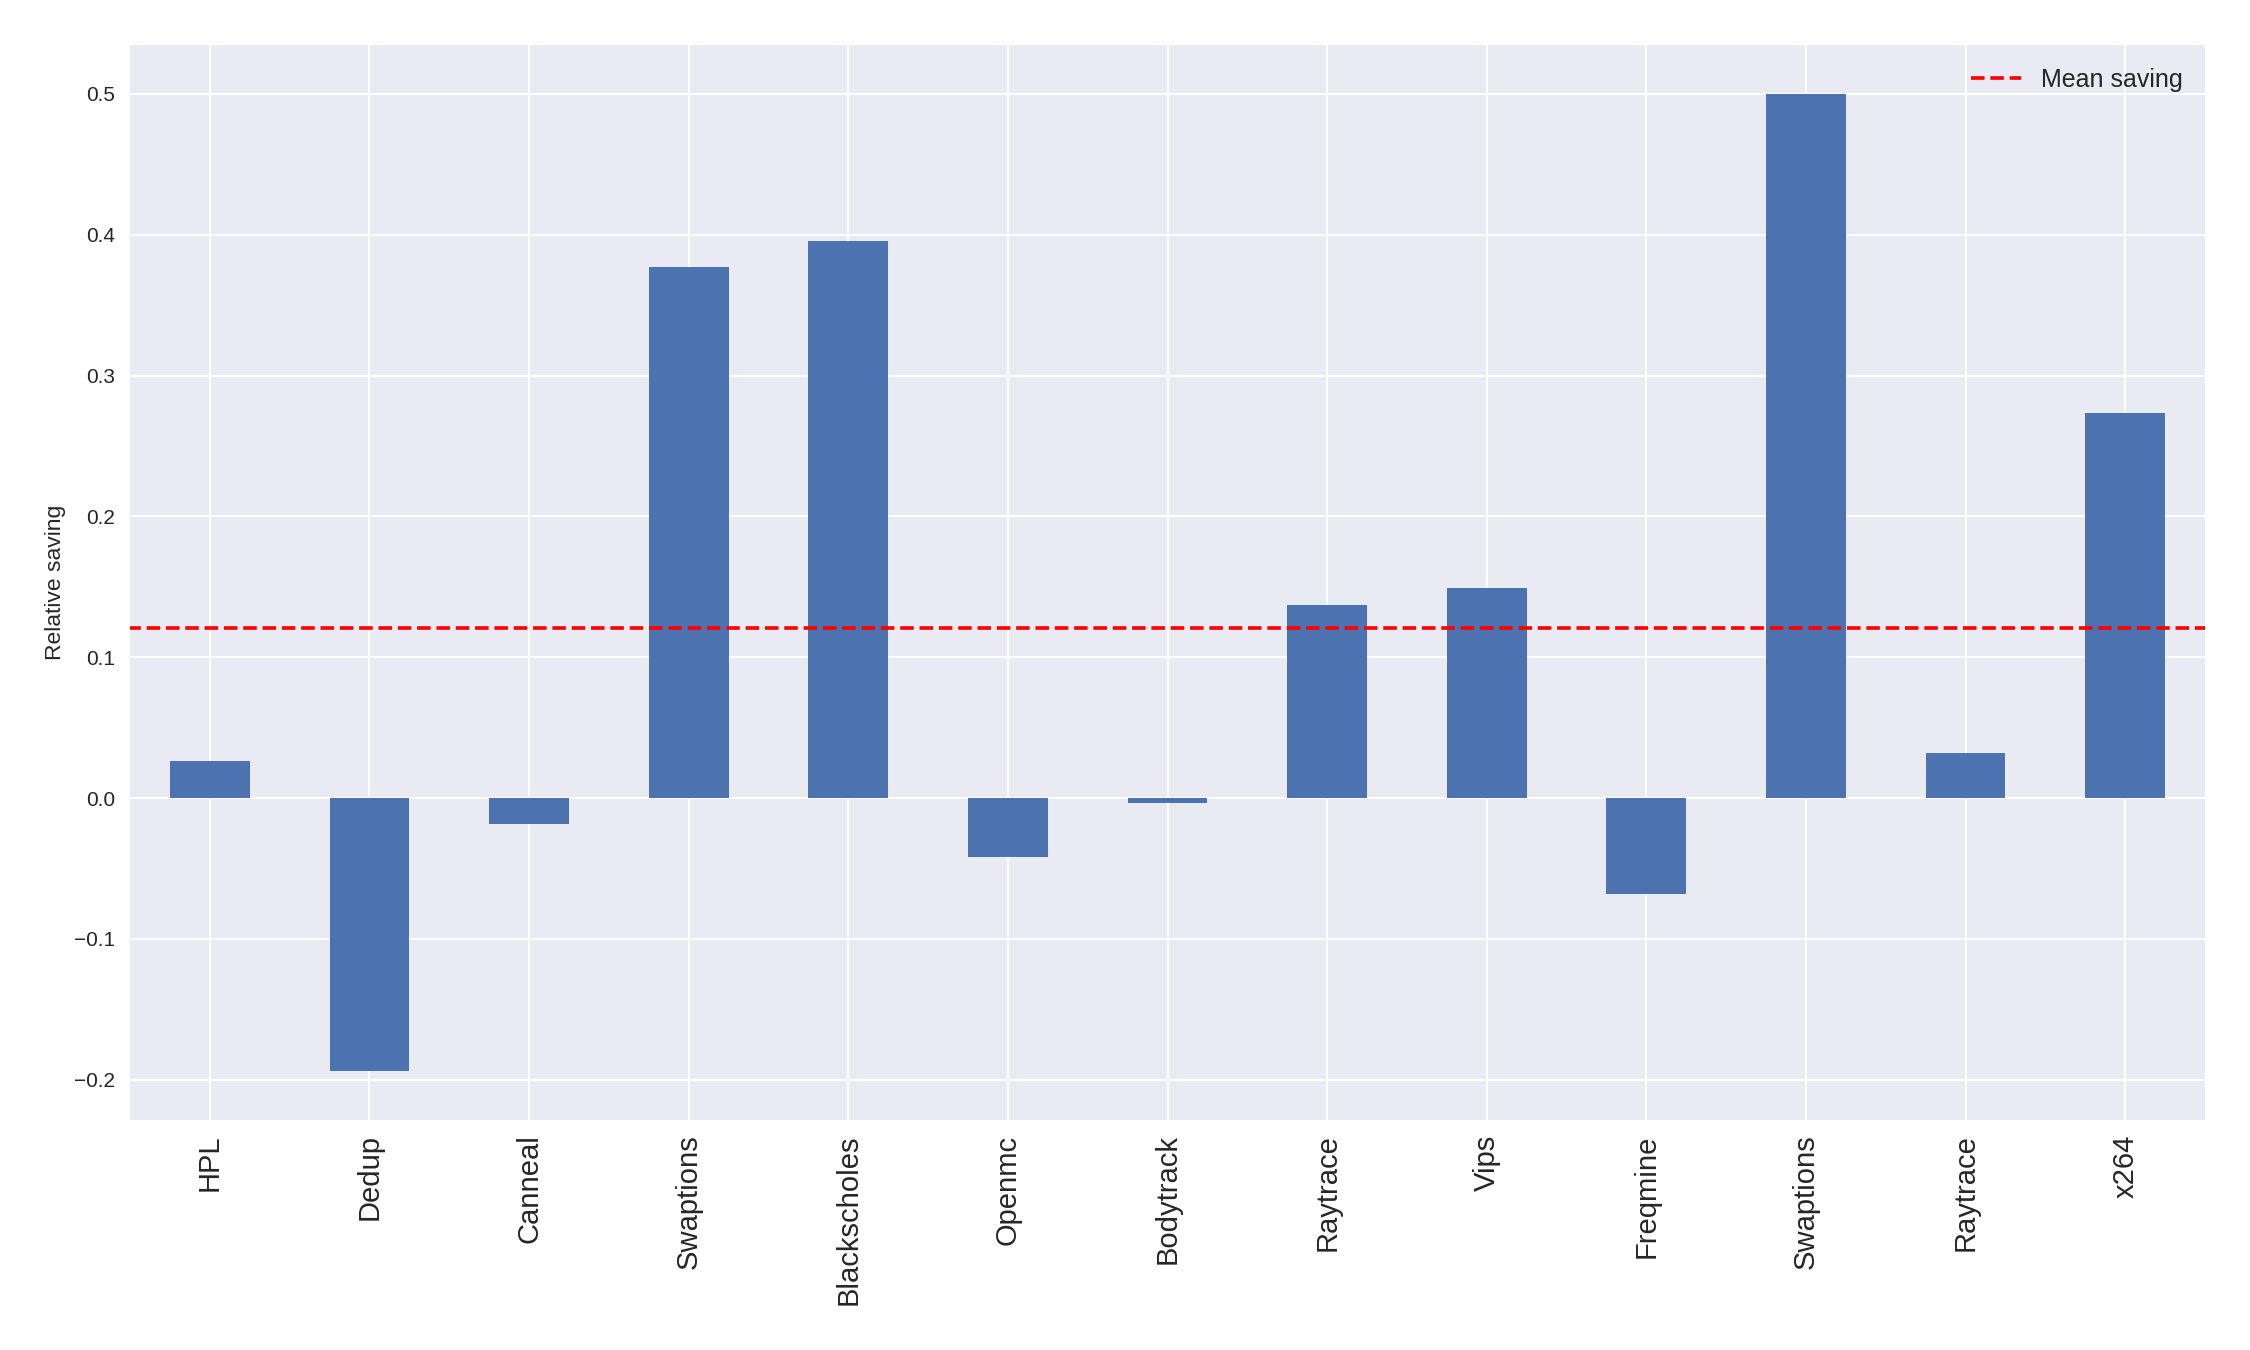 Mean saving
Relative saving
0.5
0.4
0.3
0.2
0.1
0.0
−0.1
−0.2
HPL
Dedup
Canneal
Swaptions
Blackscholes
Openmc
Bodytrack
Raytrace
Vips
Freqmine
Swaptions
Raytrace
x264